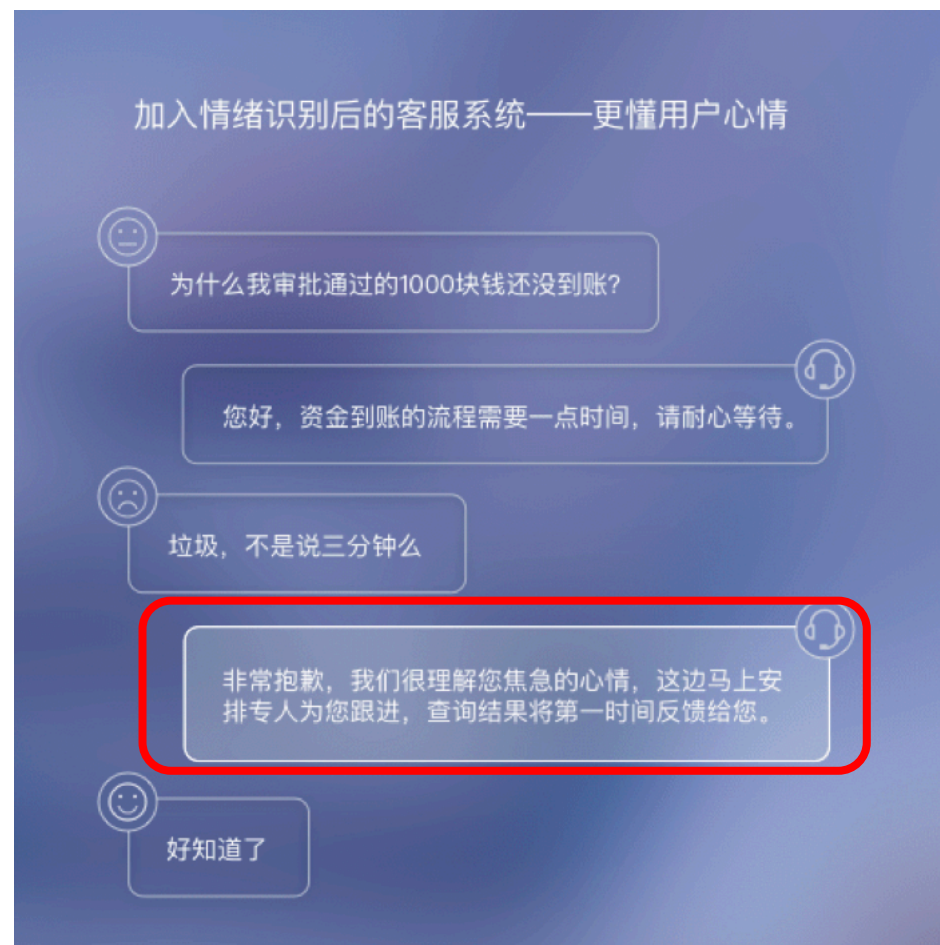 加入情绪识别后的客服系统——更懂用户心情
为什么我审批通过的1000块钱还没到账?
您好，资金到账的流程需要一点时间，请耐心等待。
垃圾，不是说三分钟么
非常抱歉，我们很理解您焦急的心情，这边马上安
排专人为您跟进，查询结果将第一时间反馈给您。
好知道了